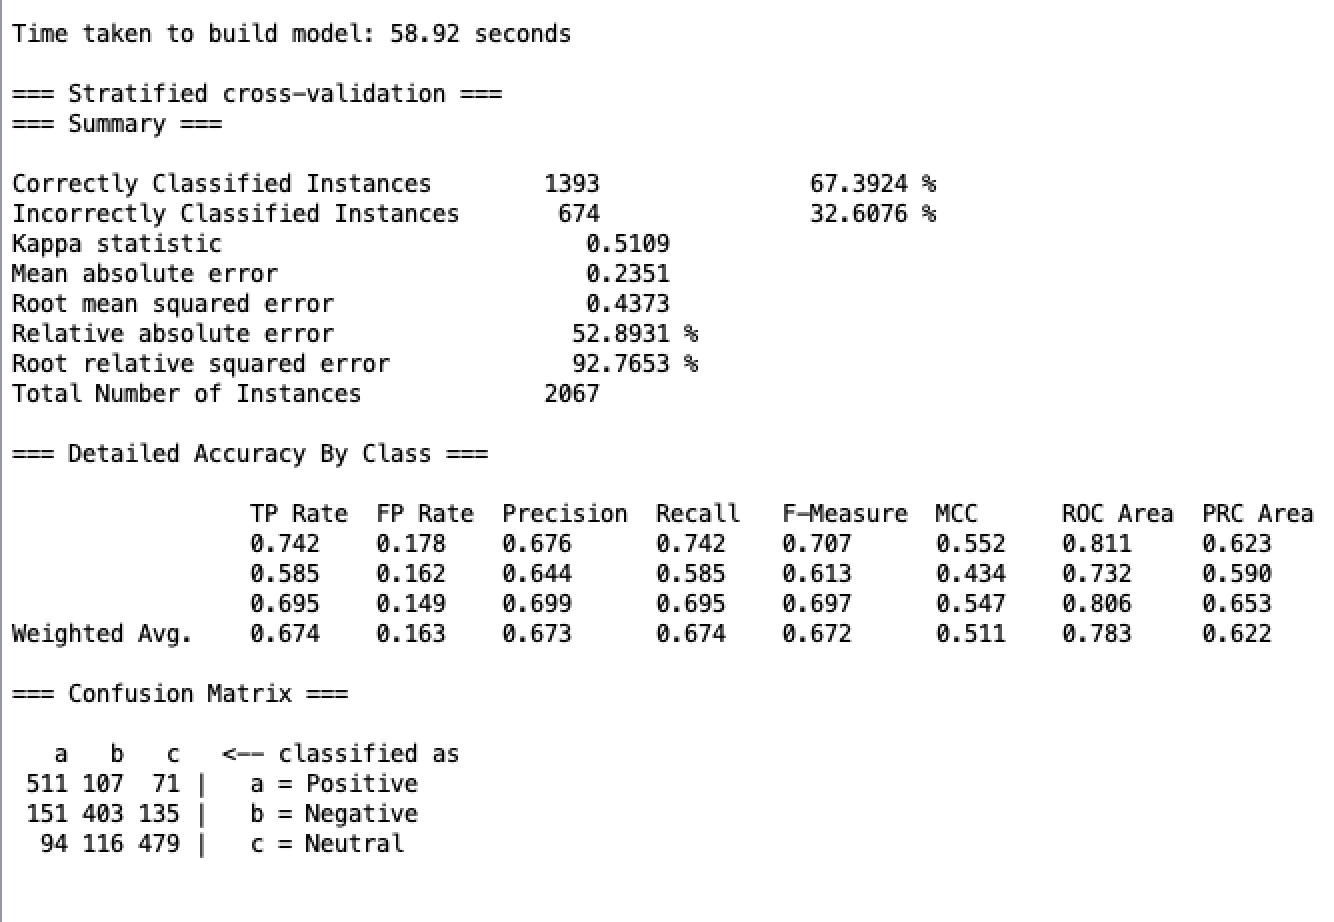 Time taken to build model: 58.92 seconds
=== Stratified cross-validation ===
=== Summary ===
Correctly Classified Instances        1393               67.3924 %
Incorrectly Classified Instances       674               32.6076 %
Kappa statistic                          0.5109
Mean absolute error                      0.2351
Root mean squared error                  0.4373
Relative absolute error                 52.8931 %
Root relative squared error             92.7653 %
Total Number of Instances             2067
=== Detailed Accuracy By Class ===
                 TP Rate  FP Rate  Precision  Recall   F-Measure  MCC      ROC Area  PRC Area
                 0.742    0.178    0.676      0.742    0.707      0.552    0.811     0.623
                 0.585    0.162    0.644      0.585    0.613      0.434    0.732     0.590
                 0.695    0.149    0.699      0.695    0.697      0.547    0.806     0.653
Weighted Avg.    0.674    0.163    0.673      0.674    0.672      0.511    0.783     0.622
=== Confusion Matrix ===
   a   b   c   <-- classified as
 511 107  71 |   a = Positive
 151 403 135 |   b = Negative
  94 116 479 |   c = Neutral